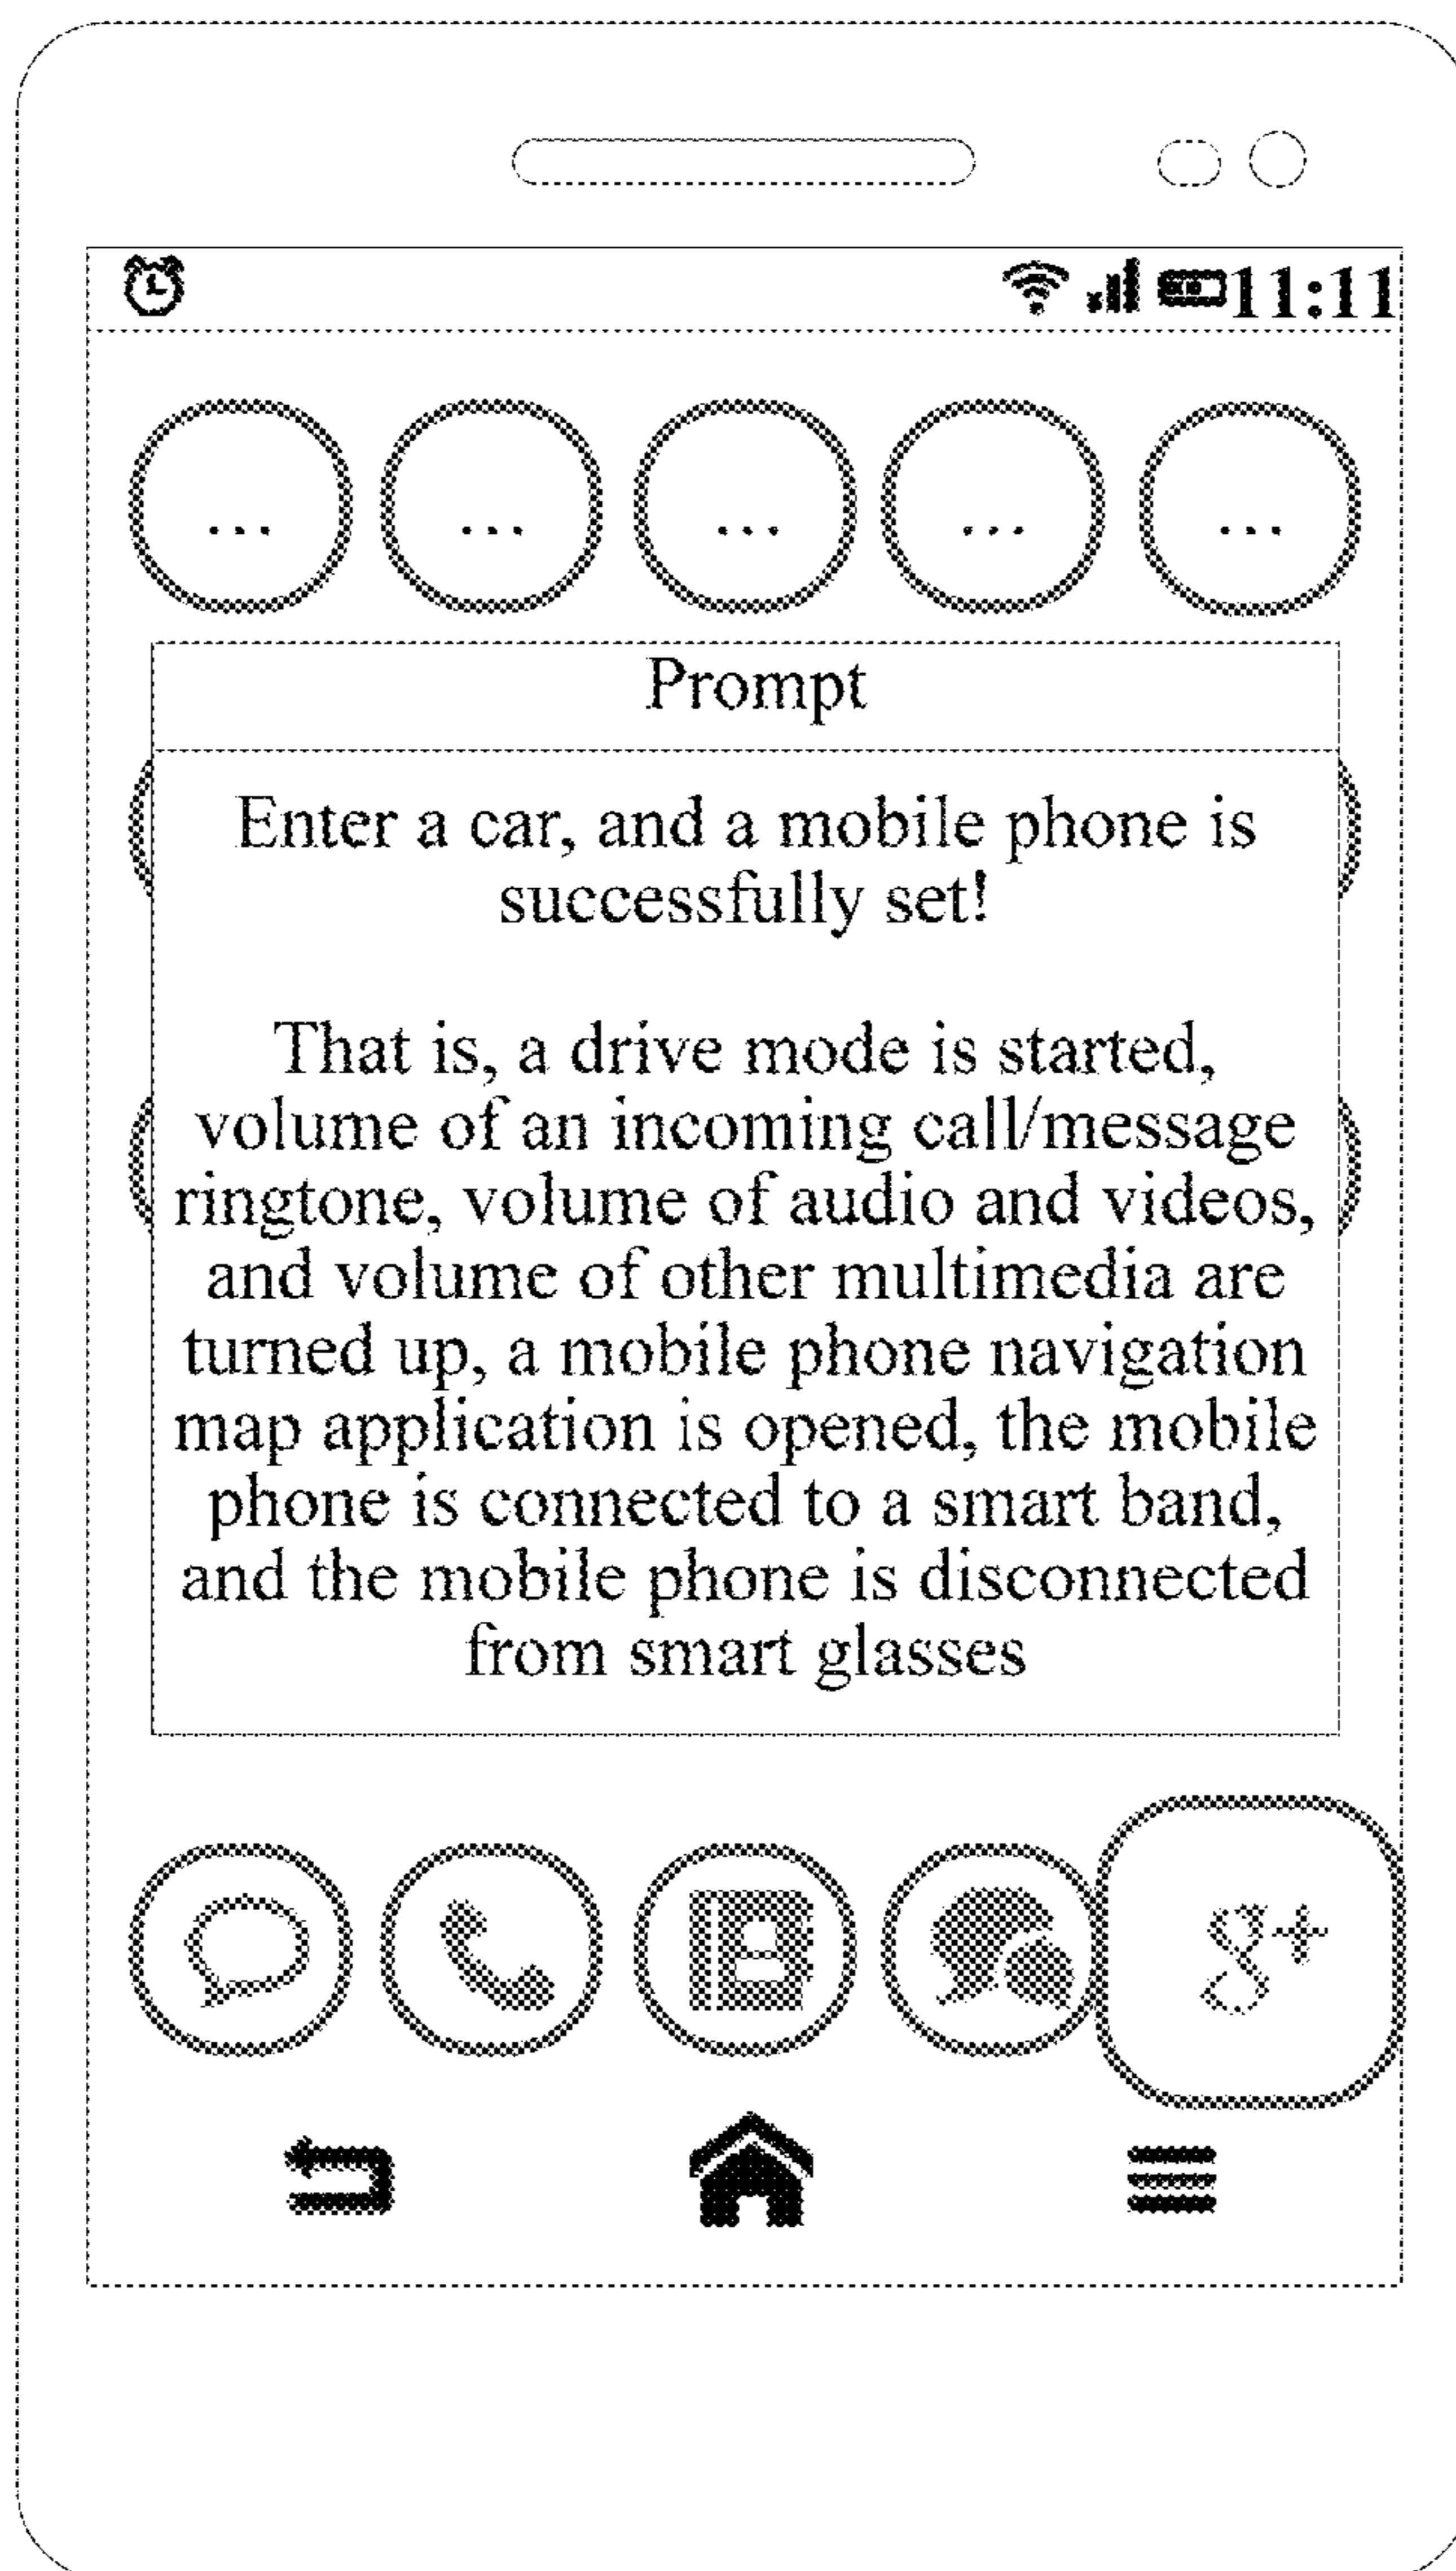 11:11
... ... ... ... ...
Prompt
Enter a car, and a mobile phone is
successfully set!
That is, a drive mode is started,
volume of an incoming call/message
ringtone, volume of audio and videos,
and volume of other multimedia are
turned up, a mobile phone navigation
map application is opened, the mobile
phone is connected to a smart band,
and the mobile phone is disconnected
from smart glasses
g+